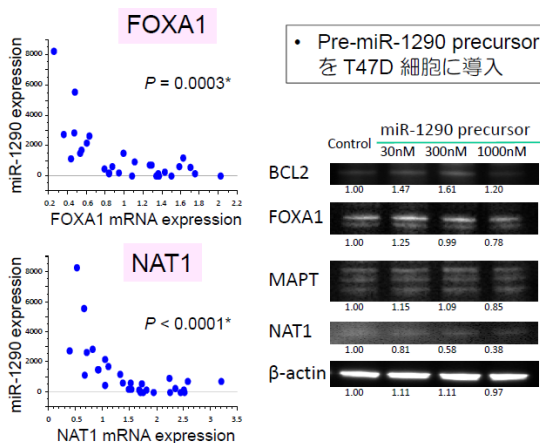 FOXA1
8000
6000
4000
2000
0
miR-1290 expression
P = 0.0003*
0.2 0.4 0.6 0.8 1 1.2 1.4 1.6 1.8 2 2.2
FOXA1 mRNA expression
NAT1
8000
6000
4000
2000
0
miR-1290 expression
P < 0.0001*
0 0.5 1 1.5 2 2.5 3 3.5
NAT1 mRNA expression
• Pre-miR-1290 precursor
を T47D 細胞に導入
miR-1290 precursor
Control 30nM 300nM 1000nM
BCL2
1.00 1.47 1.61 1.20
FOXA1
1.00 1.25 0.99 0.78
MAPT
1.00 1.15 1.09 0.85
NAT1
1.00 0.81 0.58 0.38
β-actin
1.00 1.11 1.11 0.97